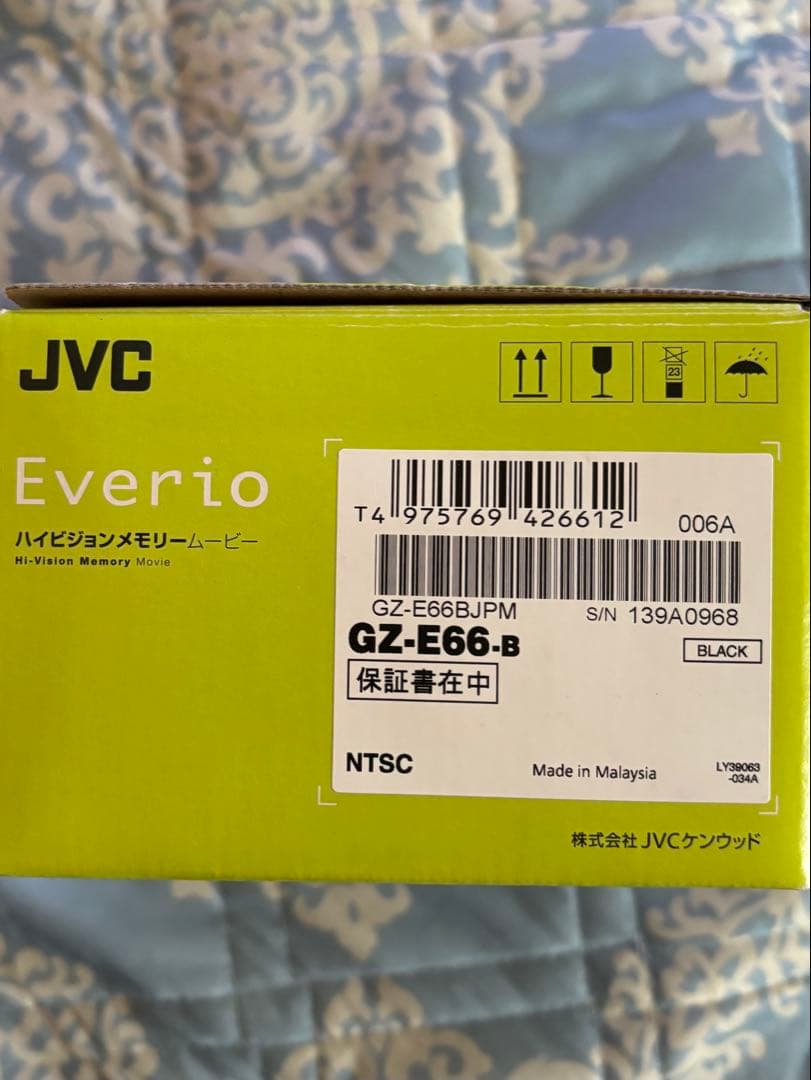 JVC
23
Everio
ハイビジョンメモリームービー
Hi-Vision Memory Movie
T4 975769 426612
006A
GZ-E66BJPM S/N 139A0968
GZ-E66-B
BLACK
保証書在中
NTSC
Made in Malaysia
LY39063
-034A
株式会社 JVCケンウッド